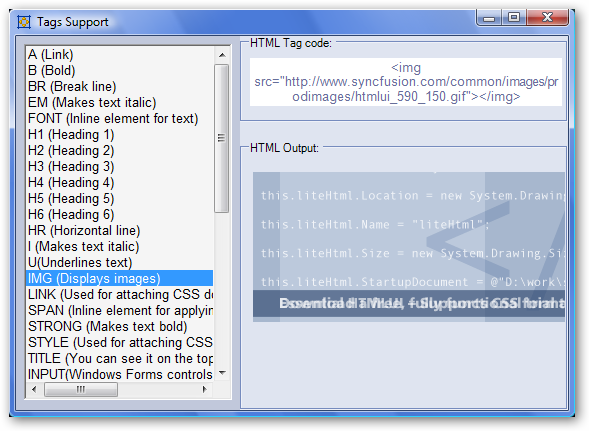 Tags Support
A (Link)
B (Bold)
BR (Break line)
EM (Makes text italic)
FONT (Inline element for text)
H1 (Heading 1)
H2 (Heading 2)
H3 (Heading 3)
H4 (Heading 4)
H5 (Heading 5)
H6 (Heading 6)
HR (Horizontal line)
I (Makes text italic)
U(Underlines text)
IMG (Displays images)
LINK (Used for attaching CSS do
SPAN (Inline element for applyin
STRONG (Makes text bold)
STYLE (Used for attaching CSS
TITLE (You can see it on the top
INPUT(Windows Forms controls
HTML Tag code:
<img
src="http://www.syncfusion.com/common/images/pr
odimages/htmlui_590_150.gif"></img>
HTML Output:
this.liteHtml.Location = new System.Drawing
this.liteHtml.Name = "liteHtml";
this.liteHtml.Size = new System.Drawing.Si
this.liteHtml.StartupDocument = @"D:\work\